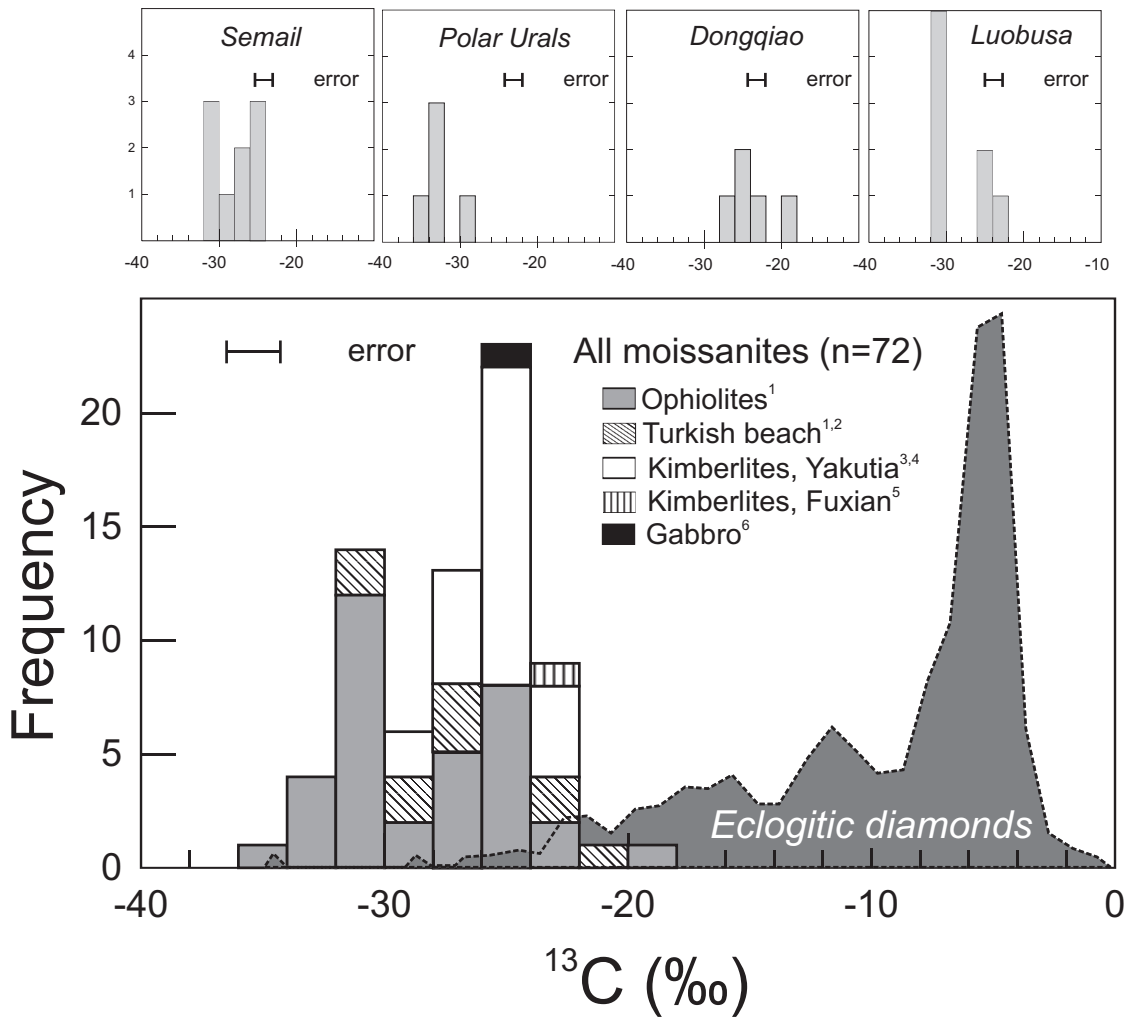 Semail
Polar Urals
Dongqiao
Luobusa
error
error
error
error
4
3
2
1
-40 -30 -20 -40 -30 -20 -40 -30 -20 -40 -30 -20 -10
error
All moissanites (n=72)
Ophiolites¹
Turkish beach¹,²
Kimberlites, Yakutia³,⁴
Kimberlites, Fuxian⁵
Gabbro⁶
Frequency
20
15
10
5
0
Eclogitic diamonds
-40 -30 -20 -10 0
¹³C (‰)